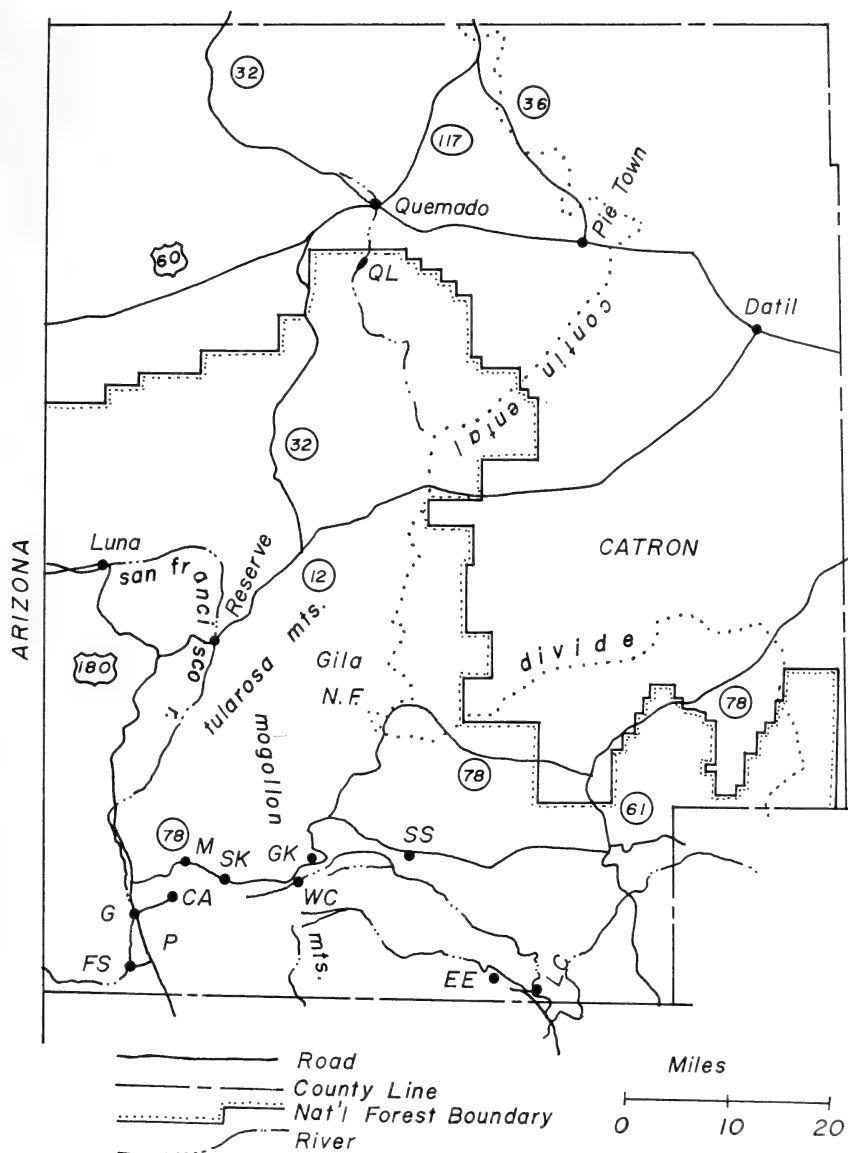 32
36
117
Quemado
Pie Town
60
QL
Datil
continental
32
ARIZONA
Luna
san francisco r.
Reserve
12
CATRON
tularosa mts.
180
Gila
N.F.
divide
78
mogollon mts.
78
61
78
M
SK
GK
SS
CA
WC
G
P
FS
EE
LC
Road
County Line
Nat'l Forest Boundary
River
Miles
0 10 20